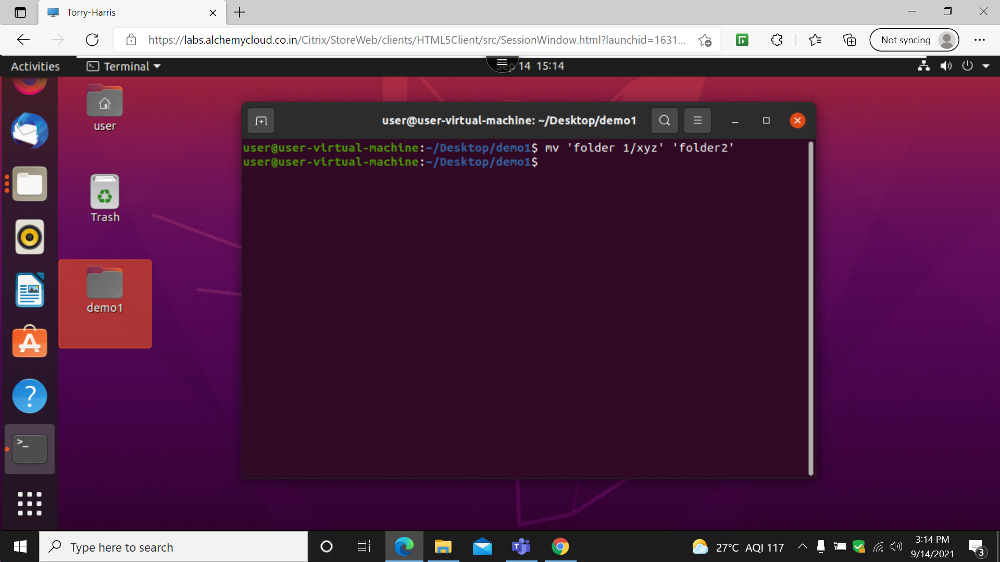 Torry-Harris
https://labs.alchemycloud.co.in/Citrix/StoreWeb/clients/HTML5Client/src/SessionWindow.html?launchid=1631...
Not syncing
Activities
Terminal
Sep 14 15:14
user
Trash
demo1
user@user-virtual-machine: ~/Desktop/demo1
user@user-virtual-machine:~/Desktop/demo1$ mv 'folder 1/xyz' 'folder2'
user@user-virtual-machine:~/Desktop/demo1$
>_
Type here to search
27°C AQI 117
3:14 PM
9/14/2021
3